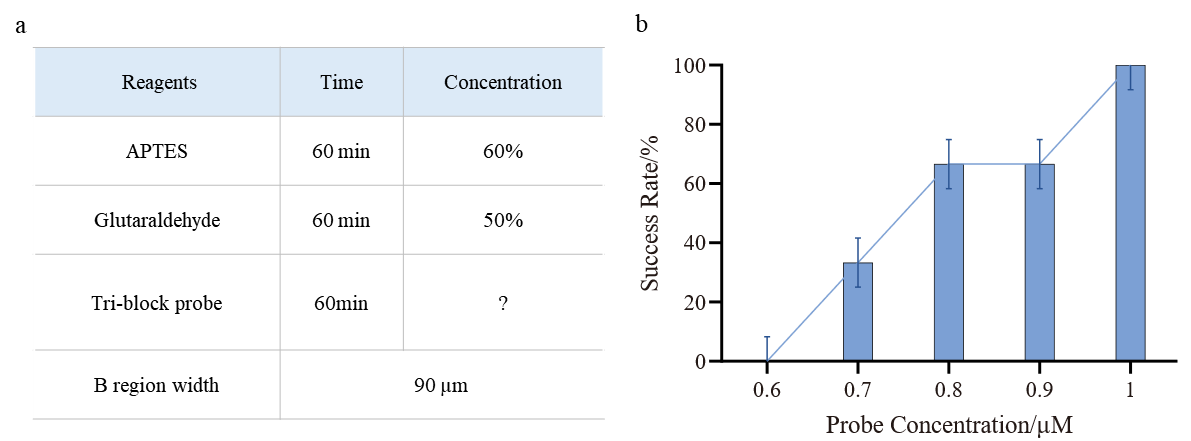 a
Reagents Time Concentration
APTES 60 min 60%
Glutaraldehyde 60 min 50%
Tri-block probe 60min ?
B region width 90 μm
b
Success Rate/%
100
80
60
40
20
0
0.6 0.7 0.8 0.9 1
Probe Concentration/μM